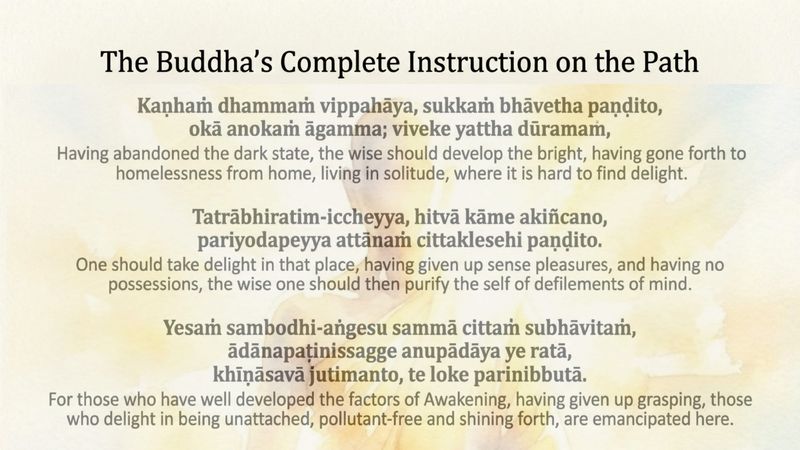 The Buddha’s Complete Instruction on the Path
Kaṇhaṁ dhammaṁ vippahāya, sukkaṁ bhāvetha paṇḍito,
okā anokaṁ āgamma; viveke yattha dūramaṁ,
Having abandoned the dark state, the wise should develop the bright, having gone forth to
homelessness from home, living in solitude, where it is hard to find delight.
Tatrābhiratim-iccheyya, hitvā kāme akiñcano,
pariyodapeyya attānaṁ cittaklesehi paṇḍito.
One should take delight in that place, having given up sense pleasures, and having no
possessions, the wise one should then purify the self of defilements of mind.
Yesaṁ sambodhi-aṅgesu sammā cittaṁ subhāvitaṁ,
ādānapaṭinissagge anupādāya ye ratā,
khīṇāsavā jutimanto, te loke parinibbutā.
For those who have well developed the factors of Awakening, having given up grasping, those
who delight in being unattached, pollutant-free and shining forth, are emancipated here.